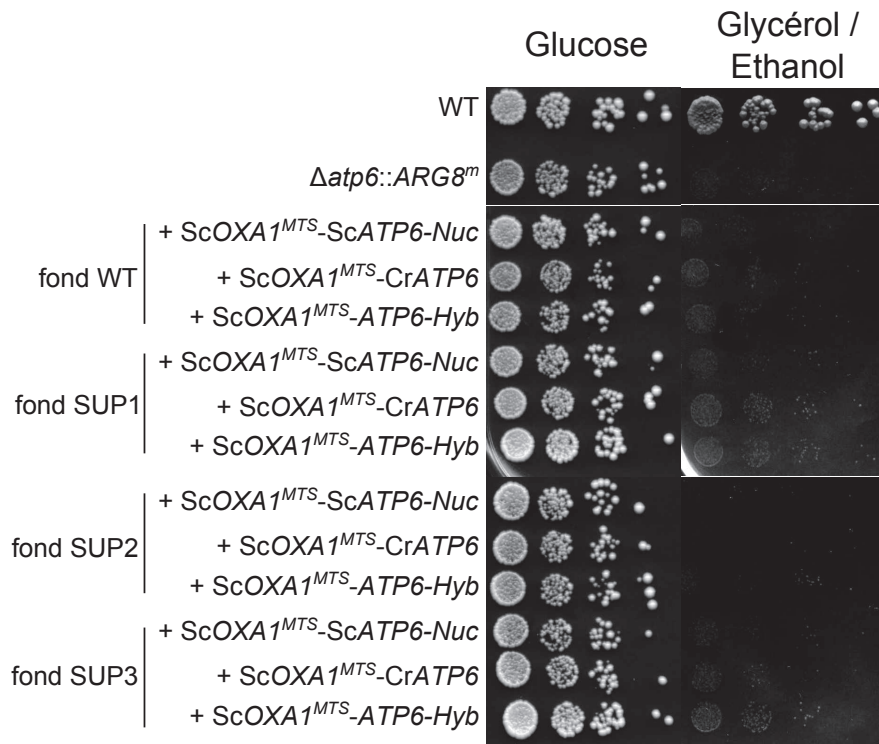 Glucose
Glycérol /
Ethanol
WT
Δatp6::ARG8ᵐ
fond WT
+ ScOXA1ᴹᵀˢ-ScATP6-Nuc
+ ScOXA1ᴹᵀˢ-CrATP6
+ ScOXA1ᴹᵀˢ-ATP6-Hyb
fond SUP1
+ ScOXA1ᴹᵀˢ-ScATP6-Nuc
+ ScOXA1ᴹᵀˢ-CrATP6
+ ScOXA1ᴹᵀˢ-ATP6-Hyb
fond SUP2
+ ScOXA1ᴹᵀˢ-ScATP6-Nuc
+ ScOXA1ᴹᵀˢ-CrATP6
+ ScOXA1ᴹᵀˢ-ATP6-Hyb
fond SUP3
+ ScOXA1ᴹᵀˢ-ScATP6-Nuc
+ ScOXA1ᴹᵀˢ-CrATP6
+ ScOXA1ᴹᵀˢ-ATP6-Hyb